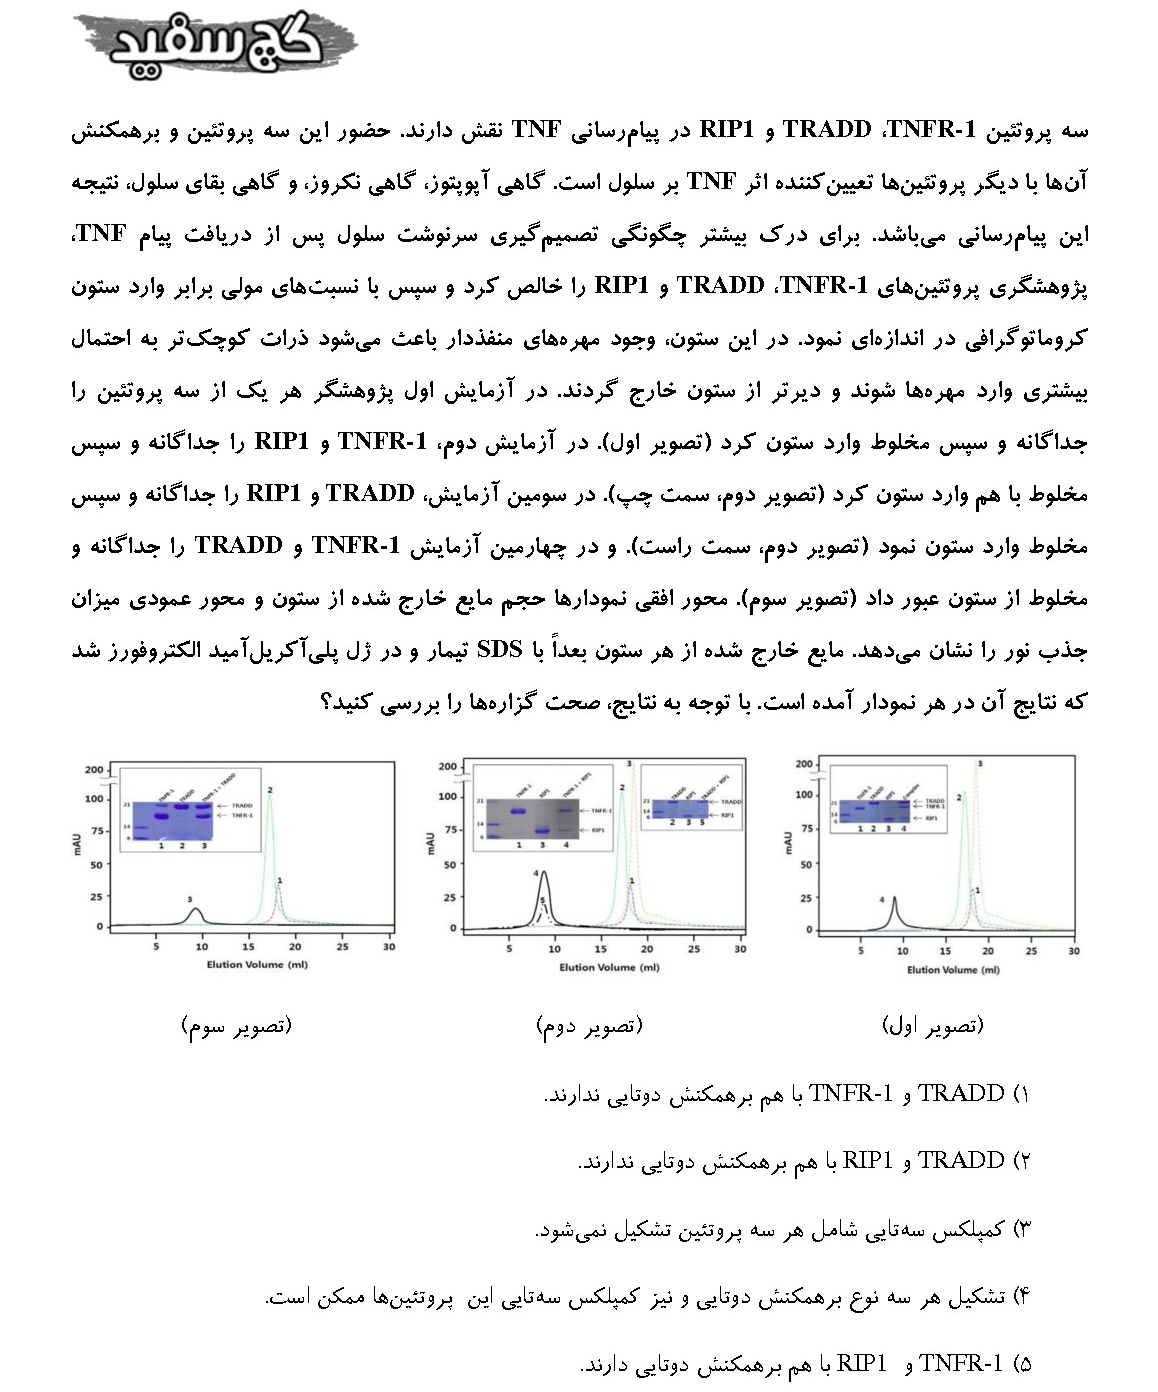 گچ سفید
سه پروتئین TNFR-1، TRADD و RIP1 در پیام‌رسانی TNF نقش دارند. حضور این سه پروتئین و برهمکنش
آن‌ها با دیگر پروتئین‌ها تعیین‌کننده اثر TNF بر سلول است. گاهی آپوپتوز، گاهی نکروز، و گاهی بقای سلول، نتیجه
این پیام‌رسانی می‌باشد. برای درک بیشتر چگونگی تصمیم‌گیری سرنوشت سلول پس از دریافت پیام TNF،
پژوهشگری پروتئین‌های TNFR-1، TRADD و RIP1 را خالص کرد و سپس با نسبت‌های مولی برابر وارد ستون
کروماتوگرافی در اندازه‌ای نمود. در این ستون، وجود مهره‌های منفذدار باعث می‌شود ذرات کوچک‌تر به احتمال
بیشتری وارد مهره‌ها شوند و دیرتر از ستون خارج گردند. در آزمایش اول پژوهشگر هر یک از سه پروتئین را
جداگانه و سپس مخلوط وارد ستون کرد (تصویر اول). در آزمایش دوم، TNFR-1 و RIP1 را جداگانه و سپس
مخلوط با هم وارد ستون کرد (تصویر دوم، سمت چپ). در سومین آزمایش، TRADD و RIP1 را جداگانه و سپس
مخلوط وارد ستون نمود (تصویر دوم، سمت راست). و در چهارمین آزمایش TNFR-1 و TRADD را جداگانه و
مخلوط از ستون عبور داد (تصویر سوم). محور افقی نمودارها حجم مایع خارج شده از ستون و محور عمودی میزان
جذب نور را نشان می‌دهد. مایع خارج شده از هر ستون بعداً با SDS تیمار و در ژل پلی‌آکریل‌آمید الکتروفورز شد
که نتایج آن در هر نمودار آمده است. با توجه به نتایج، صحت گزاره‌ها را بررسی کنید؟
200
100
75
50
25
0
mAU
21
14
6
TNFR-1
TRADD
TNFR-1 + TRADD
TRADD
TNFR-1
1 2 3
2
1
3
5 10 15 20 25 30
Elution Volume (ml)
200
100
75
50
25
0
mAU
21
14
6
TNFR-1
RIP1
TNFR-1 + RIP1
TNFR-1
RIP1
1 3 4
21
14
6
TRADD
RIP1
TRADD + RIP1
TRADD
RIP1
2 3 5
3
2
1
4
5
5 10 15 20 25 30
Elution Volume (ml)
200
100
75
50
25
0
mAU
21
14
6
TNFR-1
TRADD
RIP1
Complex
TRADD
TNFR-1
RIP1
1 2 3 4
3
2
1
4
5 10 15 20 25 30
Elution Volume (ml)
(تصویر اول)
(تصویر دوم)
(تصویر سوم)
۱) TRADD و TNFR-1 با هم برهمکنش دوتایی ندارند.
۲) TRADD و RIP1 با هم برهمکنش دوتایی ندارند.
۳) کمپلکس سه‌تایی شامل هر سه پروتئین تشکیل نمی‌شود.
۴) تشکیل هر سه نوع برهمکنش دوتایی و نیز کمپلکس سه‌تایی این پروتئین‌ها ممکن است.
۵) TNFR-1 و RIP1 با هم برهمکنش دوتایی دارند.